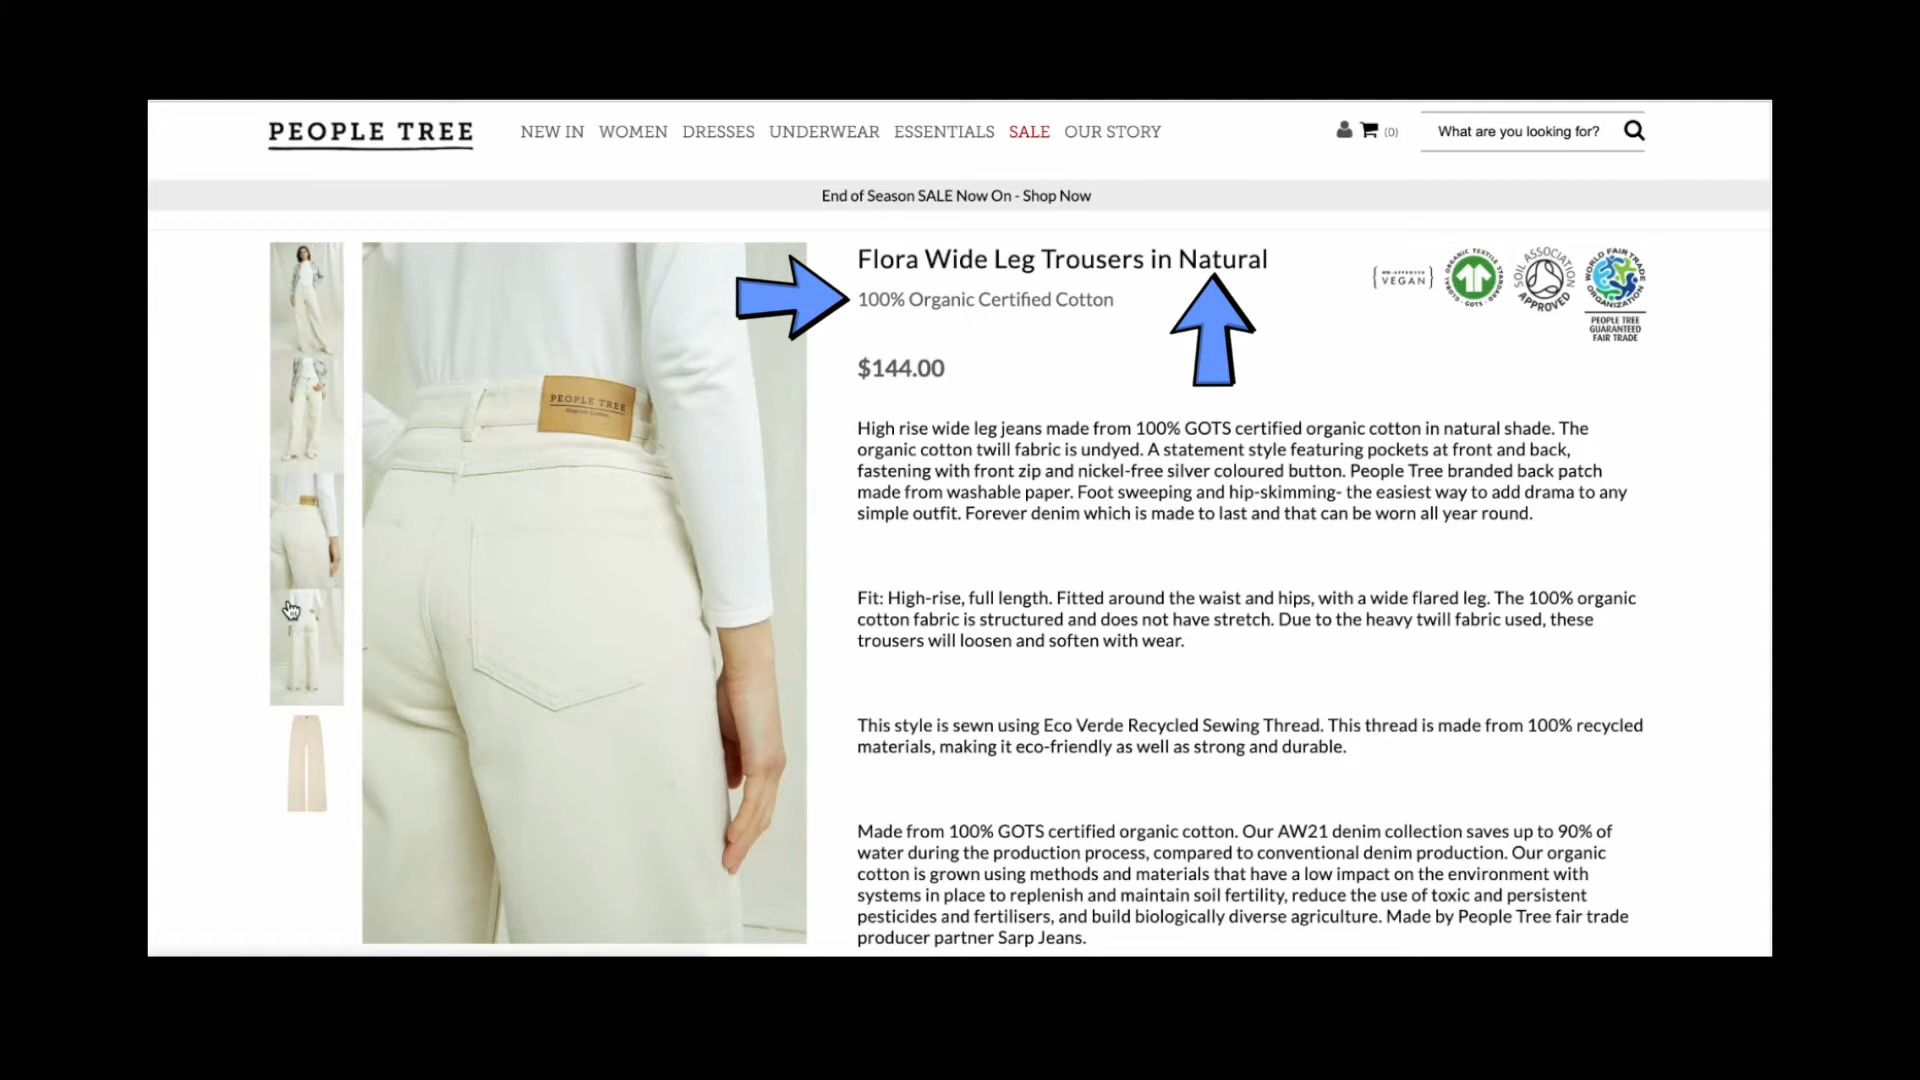 PEOPLE TREE
NEW IN WOMEN DRESSES UNDERWEAR ESSENTIALS SALE OUR STORY
(0)
What are you looking for?
End of Season SALE Now On - Shop Now
Flora Wide Leg Trousers in Natural
100% Organic Certified Cotton
$144.00
VEGAN
ORGANIC TEXTILE STANDARD GLOBAL GOTS
SOIL ASSOCIATION APPROVED
WORLD FAIR TRADE ORGANIZATION
PEOPLE TREE
GUARANTEED
FAIR TRADE
PEOPLE TREE
High rise wide leg jeans made from 100% GOTS certified organic cotton in natural shade. The
organic cotton twill fabric is undyed. A statement style featuring pockets at front and back,
fastening with front zip and nickel-free silver coloured button. People Tree branded back patch
made from washable paper. Foot sweeping and hip-skimming- the easiest way to add drama to any
simple outfit. Forever denim which is made to last and that can be worn all year round.
Fit: High-rise, full length. Fitted around the waist and hips, with a wide flared leg. The 100% organic
cotton fabric is structured and does not have stretch. Due to the heavy twill fabric used, these
trousers will loosen and soften with wear.
This style is sewn using Eco Verde Recycled Sewing Thread. This thread is made from 100% recycled
materials, making it eco-friendly as well as strong and durable.
Made from 100% GOTS certified organic cotton. Our AW21 denim collection saves up to 90% of
water during the production process, compared to conventional denim production. Our organic
cotton is grown using methods and materials that have a low impact on the environment with
systems in place to replenish and maintain soil fertility, reduce the use of toxic and persistent
pesticides and fertilisers, and build biologically diverse agriculture. Made by People Tree fair trade
producer partner Sarp Jeans.